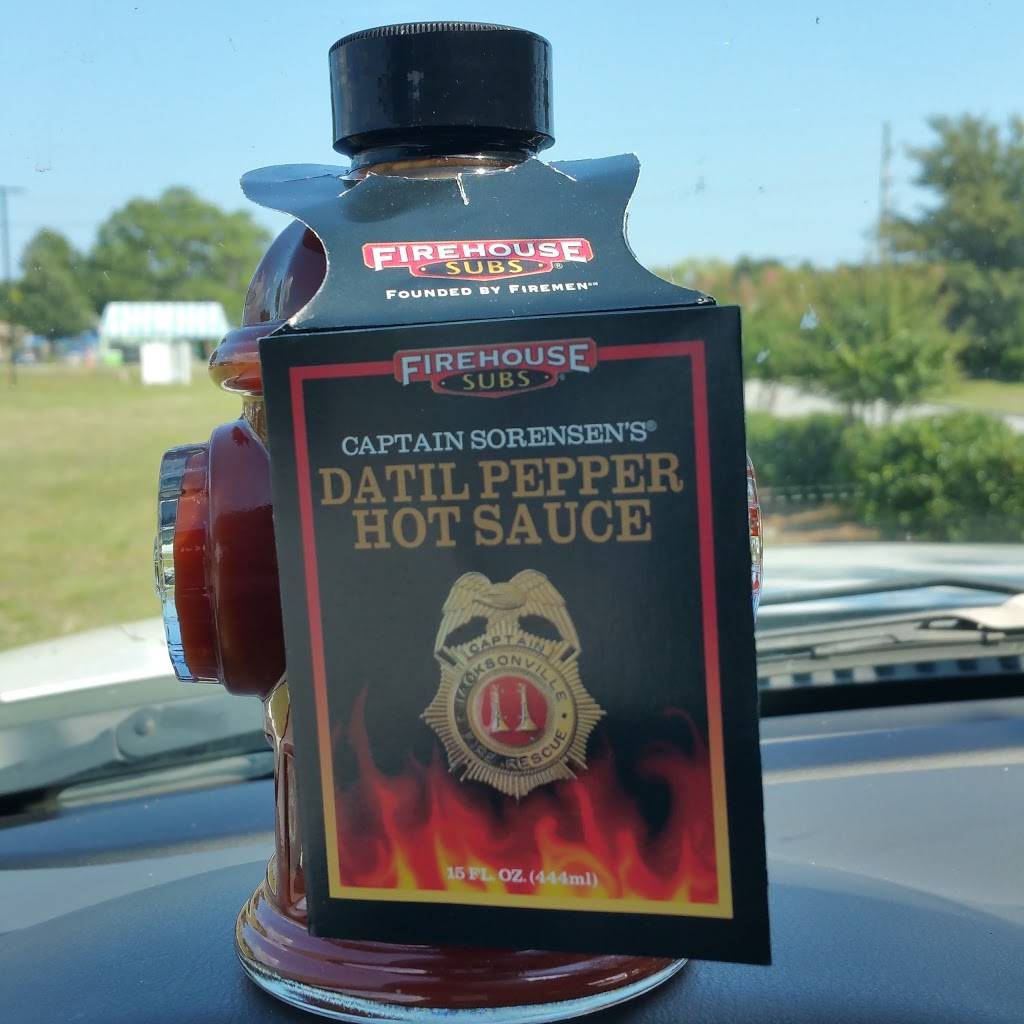 FIREHOUSE
SUBS®
FOUNDED BY FIREMEN℠
FIREHOUSE
SUBS®
CAPTAIN SORENSEN'S®
DATIL PEPPER
HOT SAUCE
CAPTAIN
JACKSONVILLE
FIRE RESCUE
15 FL. OZ. (444ml)